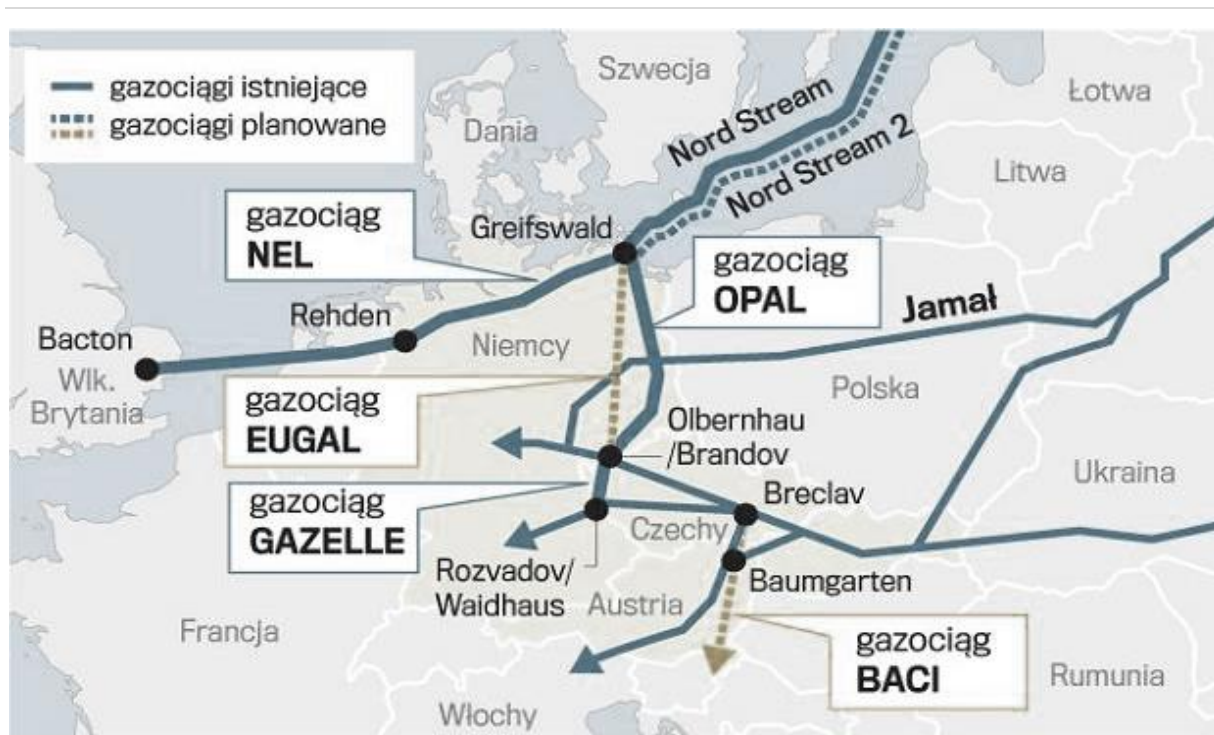 gazociągi istniejące
gazociągi planowane
Szwecja
Łotwa
Dania
Litwa
Nord Stream
Nord Stream 2
gazociąg
NEL
Greifswald
gazociąg
OPAL
Rehden
Jamał
Bacton
Niemcy
Wlk.
Brytania
Polska
gazociąg
EUGAL
Olbernhau
/Brandov
Ukraina
gazociąg
GAZELLE
Breclav
Czechy
Rozvadov/
Waidhaus
Baumgarten
Austria
Francja
gazociąg
BACI
Rumunia
Włochy